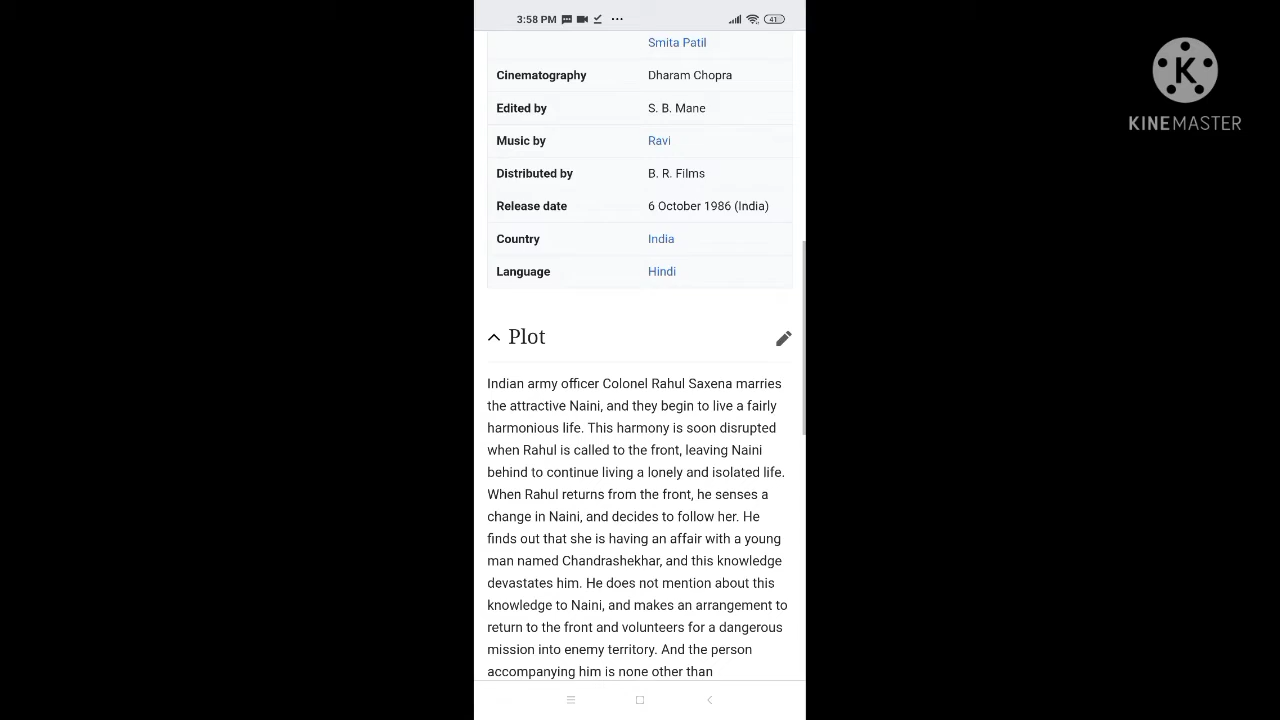 3:58 PM
41
Smita Patil
Cinematography Dharam Chopra
Edited by S. B. Mane
Music by Ravi
Distributed by B. R. Films
Release date 6 October 1986 (India)
Country India
Language Hindi
Plot
Indian army officer Colonel Rahul Saxena marries
the attractive Naini, and they begin to live a fairly
harmonious life. This harmony is soon disrupted
when Rahul is called to the front, leaving Naini
behind to continue living a lonely and isolated life.
When Rahul returns from the front, he senses a
change in Naini, and decides to follow her. He
finds out that she is having an affair with a young
man named Chandrashekhar, and this knowledge
devastates him. He does not mention about this
knowledge to Naini, and makes an arrangement to
return to the front and volunteers for a dangerous
mission into enemy territory. And the person
accompanying him is none other than
K
KINEMASTER